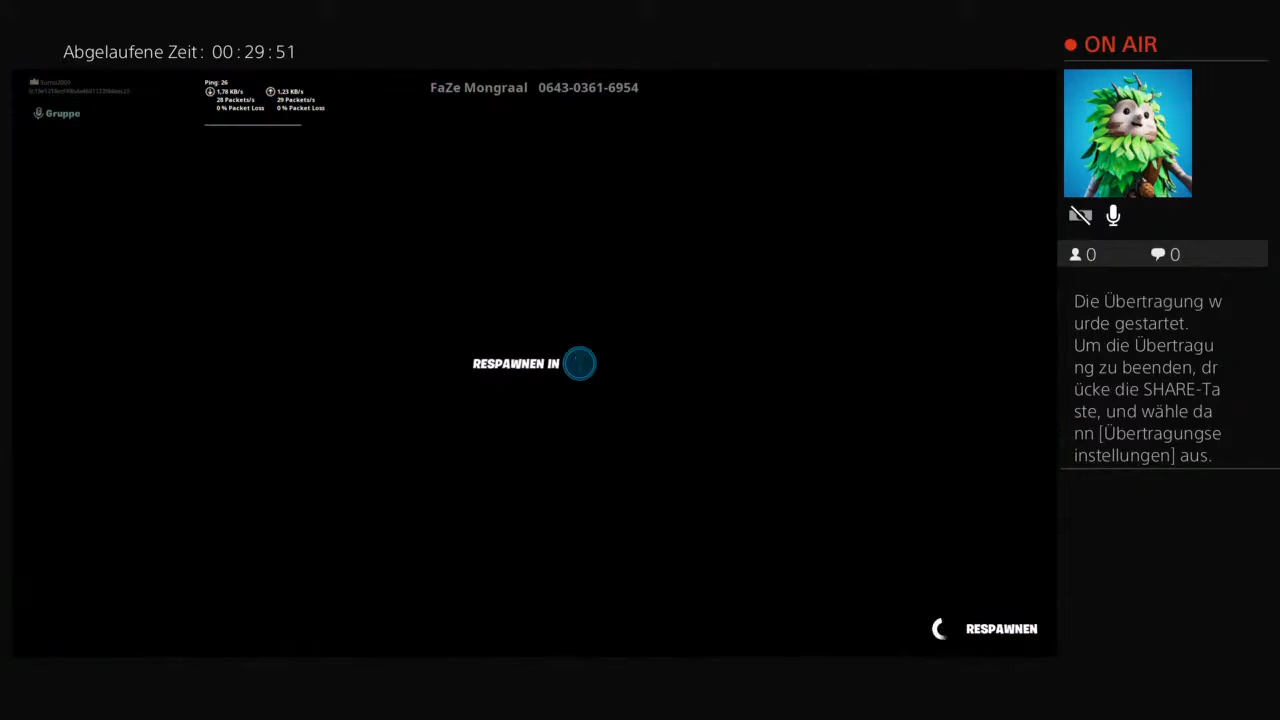 Abgelaufene Zeit: 00:29:51
ON AIR
Ping: 26
1,78 KB/s 1,23 KB/s
28 Packets/s 29 Packets/s
0 % Packet Loss 0 % Packet Loss
FaZe Mongraal 0643-0361-6954
Gruppe
0 0
Die Übertragung w
urde gestartet.
Um die Übertragu
ng zu beenden, dr
ücke die SHARE-Ta
ste, und wähle da
nn [Übertragungse
instellungen] aus.
RESPAWNEN IN
RESPAWNEN